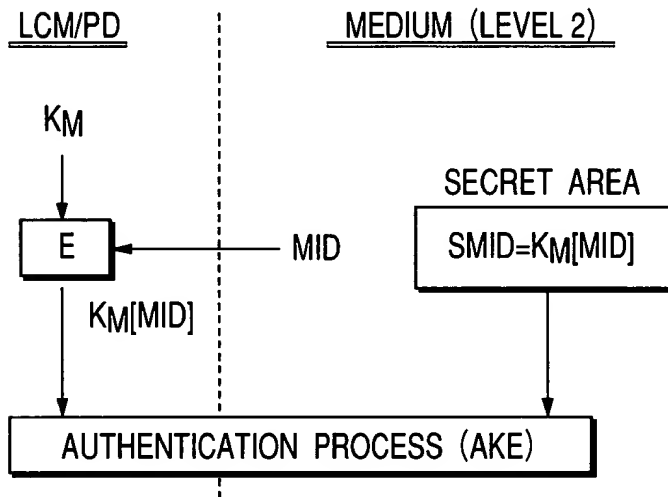 LCM/PD
MEDIUM (LEVEL 2)
KM
SECRET AREA
E
MID
SMID=KM[MID]
KM[MID]
AUTHENTICATION PROCESS (AKE)